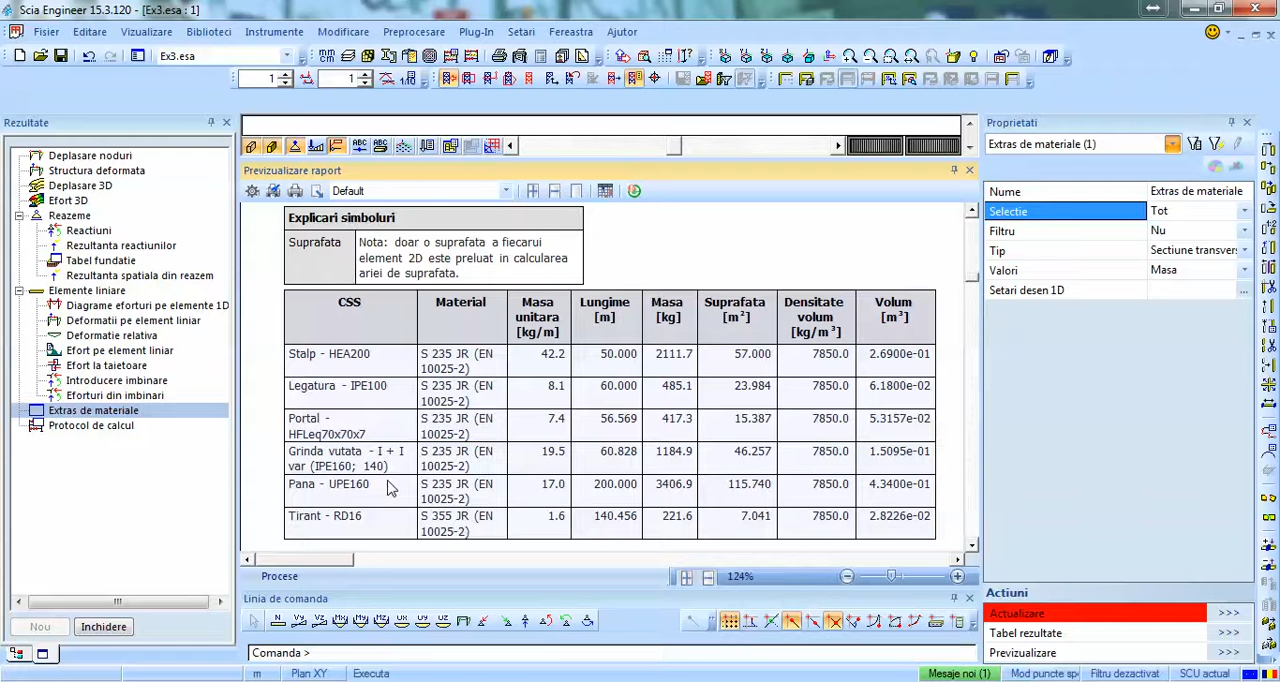 Scia Engineer 15.3.120 - [Ex3.esa : 1]
Fisier Editare Vizualizare Biblioteci Instrumente Modificare Preprocesare Plug-In Setari Fereastra Ajutor
Ex3.esa
1 1
Rezultate
Deplasare noduri
Structura deformata
Deplasare 3D
Efort 3D
Reazeme
Reactiuni
Rezultanta reactiunilor
Tabel fundatie
Rezultanta spatiala din reazem
Elemente liniare
Diagrame eforturi pe elemente 1D
Deformatii pe element liniar
Deformatie relativa
Efort pe element liniar
Efort la taietoare
Introducere imbinare
Eforturi din imbinari
Extras de materiale
Protocol de calcul
Nou Inchidere
Previzualizare raport
Default
Explicari simboluri
Suprafata Nota: doar o suprafata a fiecarui
element 2D este preluat in calcularea
ariei de suprafata.
CSS Material Masa Lungime Masa Suprafata Densitate Volum
unitara [m] [kg] [m²] volum [m³]
[kg/m] [kg/m³]
Stalp - HEA200 S 235 JR (EN 42.2 50.000 2111.7 57.000 7850.0 2.6900e-01
10025-2)
Legatura - IPE100 S 235 JR (EN 8.1 60.000 485.1 23.984 7850.0 6.1800e-02
10025-2)
Portal - S 235 JR (EN 7.4 56.569 417.3 15.387 7850.0 5.3157e-02
HFLeq70x70x7 10025-2)
Grinda vutata - I + I S 235 JR (EN 19.5 60.828 1184.9 46.257 7850.0 1.5095e-01
var (IPE160; 140) 10025-2)
Pana - UPE160 S 235 JR (EN 17.0 200.000 3406.9 115.740 7850.0 4.3400e-01
10025-2)
Tirant - RD16 S 355 JR (EN 1.6 140.456 221.6 7.041 7850.0 2.8226e-02
10025-2)
Procese 124%
Linia de comanda
Comanda >
Proprietati
Extras de materiale (1)
Nume Extras de materiale
Selectie Tot
Filtru Nu
Tip Sectiune transvers
Valori Masa
Setari desen 1D ...
Actiuni
Actualizare >>>
Tabel rezultate >>>
Previzualizare >>>
m Plan XY Executa Mesaje noi (1) Mod puncte sp Filtru dezactivat SCU actual